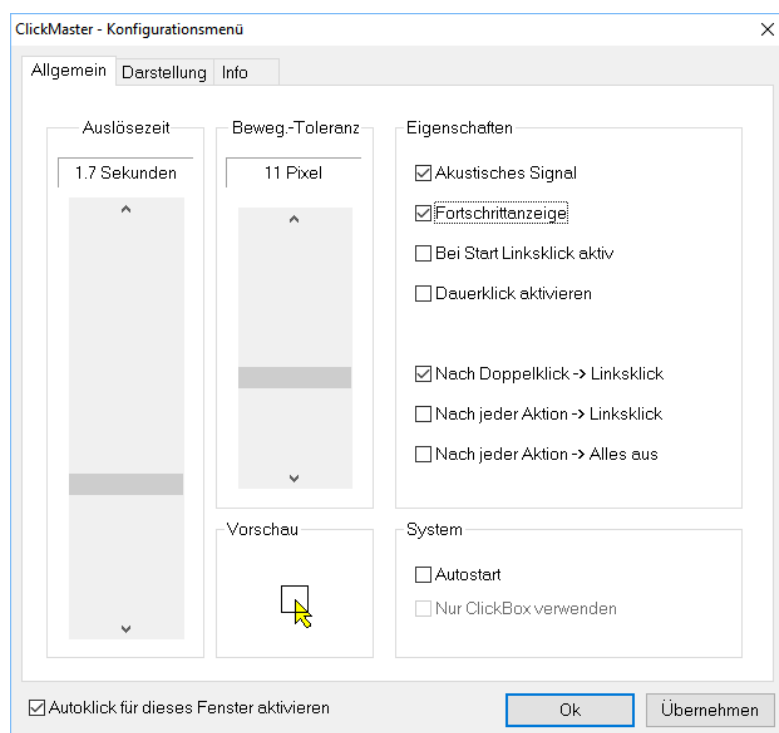 ClickMaster - Konfigurationsmenü
Allgemein
Darstellung
Info
Auslösezeit
1.7 Sekunden
Beweg.-Toleranz
11 Pixel
Eigenschaften
Akustisches Signal
Fortschrittanzeige
Bei Start Linksklick aktiv
Dauerklick aktivieren
Nach Doppelklick -> Linksklick
Nach jeder Aktion -> Linksklick
Nach jeder Aktion -> Alles aus
Vorschau
System
Autostart
Nur ClickBox verwenden
Autoklick für dieses Fenster aktivieren
Ok
Übernehmen